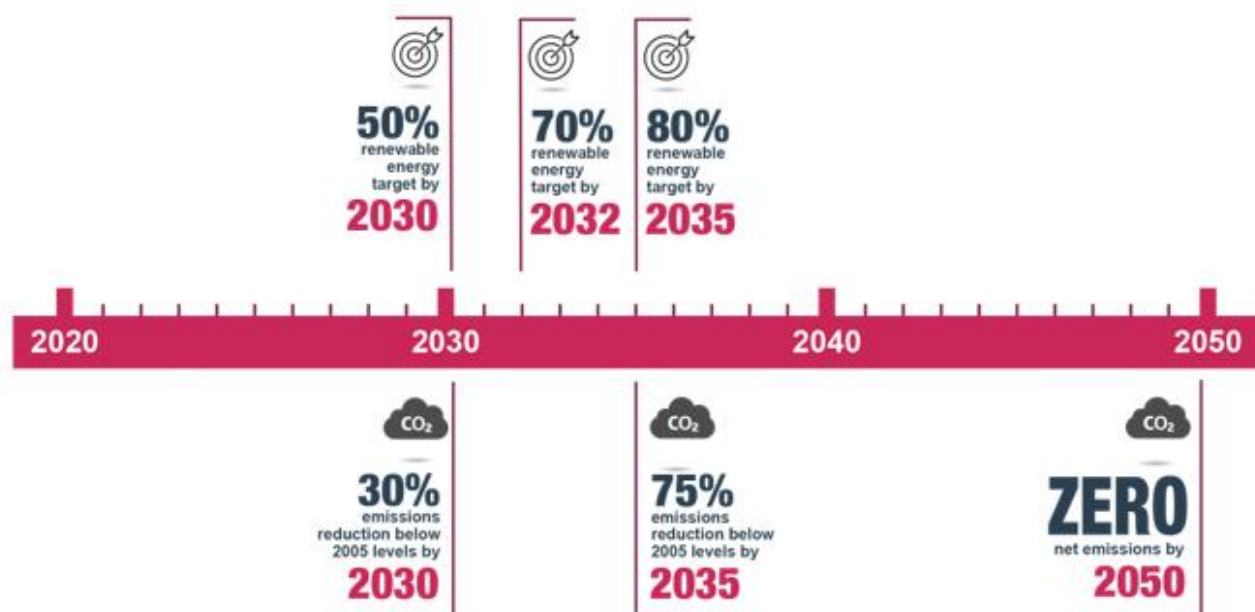 50%
renewable
energy
target by
2030
70%
renewable
energy
target by
2032
80%
renewable
energy
target by
2035
2020
2030
2040
2050
CO₂
30%
emissions
reduction below
2005 levels by
2030
CO₂
75%
emissions
reduction below
2005 levels by
2035
CO₂
ZERO
net emissions by
2050